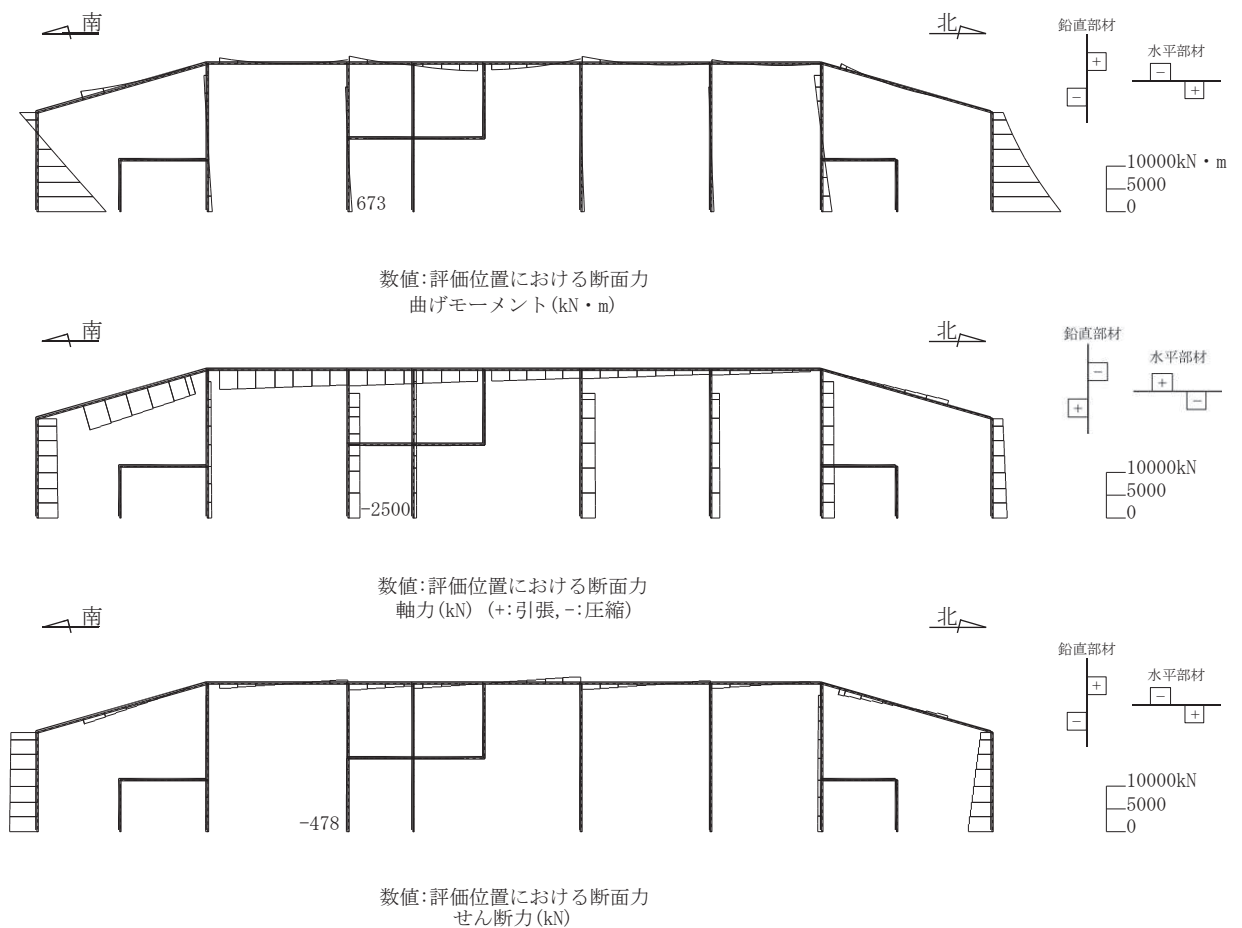 南
北
鉛直部材
+
−
水平部材
−
+
10000kN・m
5000
0
673
数値:評価位置における断面力
曲げモーメント(kN・m)
南
北
鉛直部材
−
+
水平部材
+
−
10000kN
5000
0
−2500
数値:評価位置における断面力
軸力(kN) (+:引張,−:圧縮)
南
北
鉛直部材
+
−
水平部材
−
+
10000kN
5000
0
−478
数値:評価位置における断面力
せん断力(kN)